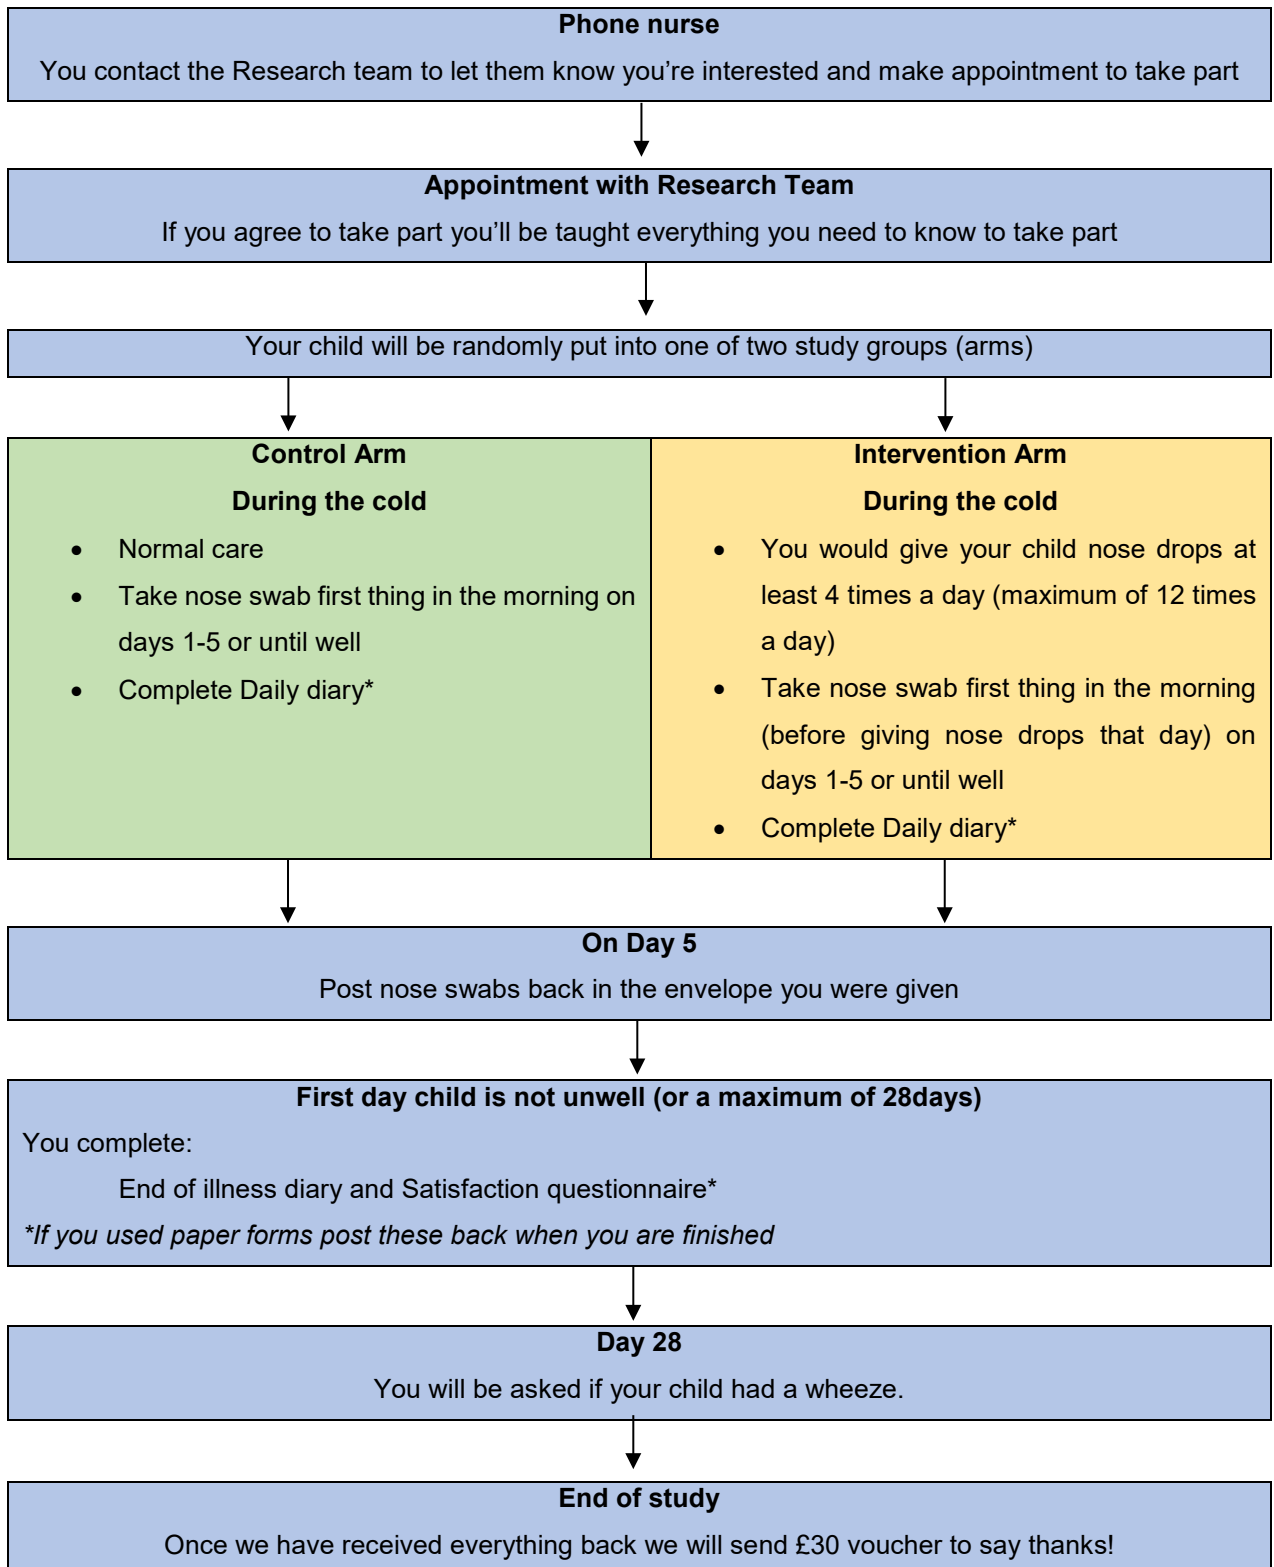 Phone nurse
You contact the Research team to let them know you’re interested and make appointment to take part
Appointment with Research Team
If you agree to take part you’ll be taught everything you need to know to take part
Your child will be randomly put into one of two study groups (arms)
Control Arm
During the cold
• Normal care
• Take nose swab first thing in the morning on
days 1-5 or until well
• Complete Daily diary*
Intervention Arm
During the cold
• You would give your child nose drops at
least 4 times a day (maximum of 12 times
a day)
• Take nose swab first thing in the morning
(before giving nose drops that day) on
days 1-5 or until well
• Complete Daily diary*
On Day 5
Post nose swabs back in the envelope you were given
First day child is not unwell (or a maximum of 28days)
You complete:
End of illness diary and Satisfaction questionnaire*
*If you used paper forms post these back when you are finished
Day 28
You will be asked if your child had a wheeze.
End of study
Once we have received everything back we will send £30 voucher to say thanks!